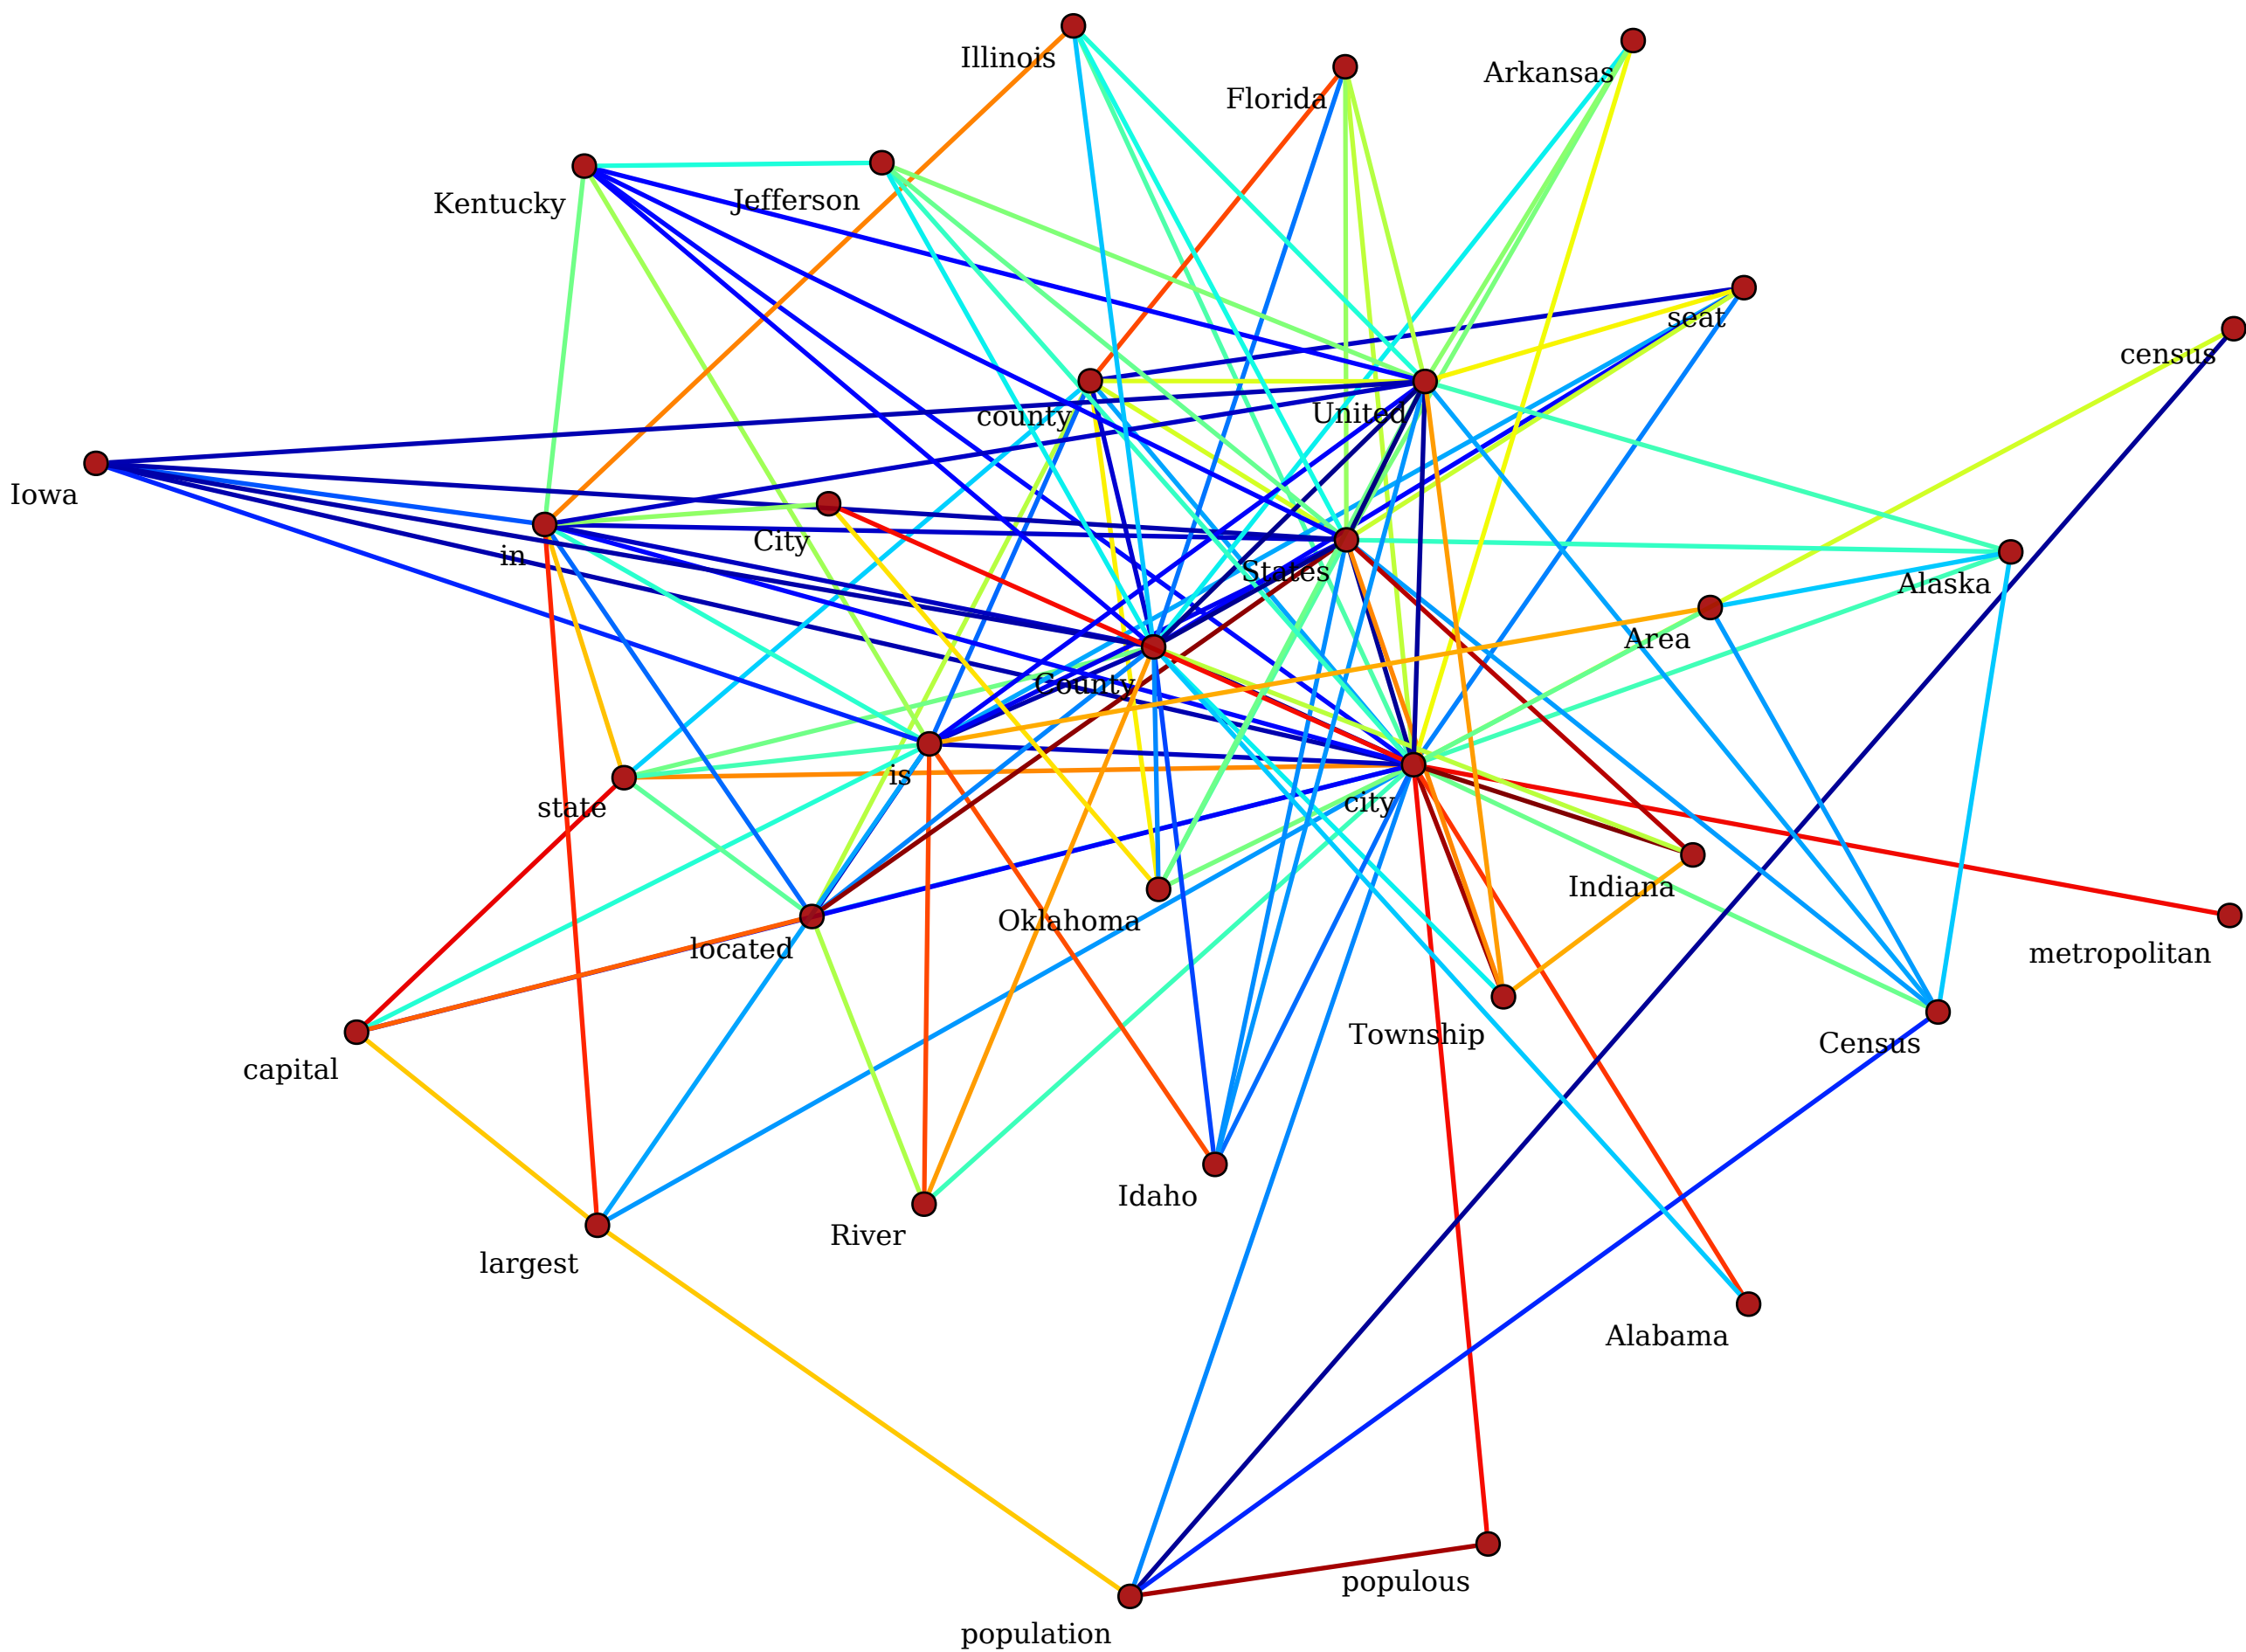 Illinois
Arkansas
Florida
Jefferson
Kentucky
seat
census
United
county
Iowa
City
in
States
Alaska
Area
County
is
city
state
Indiana
Oklahoma
located
metropolitan
Township
Census
capital
Idaho
River
largest
Alabama
populous
population